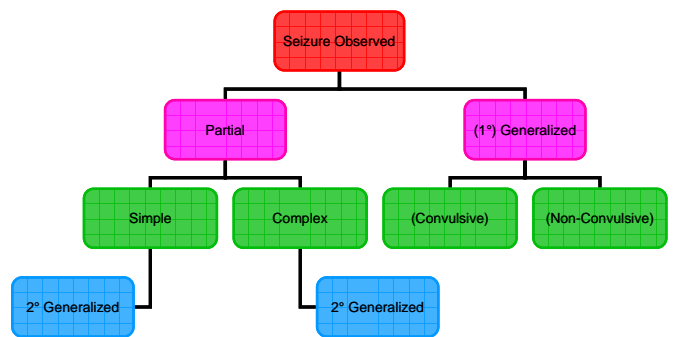 Seizure Observed
Partial
(1°) Generalized
Simple
Complex
(Convulsive)
(Non-Convulsive)
2° Generalized
2° Generalized